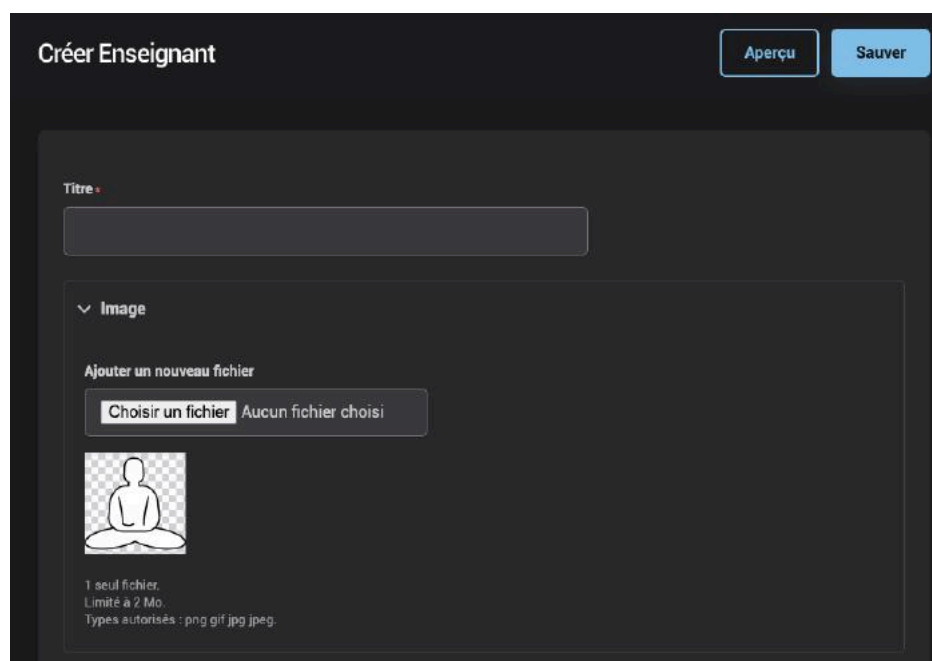 Créer Enseignant
Aperçu
Sauver
Titre*
Image
Ajouter un nouveau fichier
Choisir un fichier Aucun fichier choisi
1 seul fichier.
Limité à 2 Mo.
Types autorisés : png gif jpg jpeg.